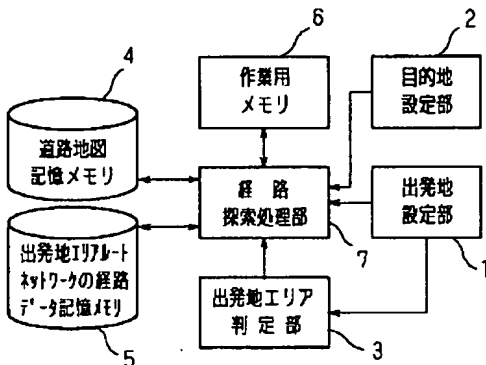 4
道路地図
記憶メモリ
出発地エリアルート
ネットワークの経路
データ記憶メモリ
5
6
作業用
メモリ
経路
探索処理部
7
出発地エリア
判定部
3
2
目的地
設定部
出発地
設定部
1